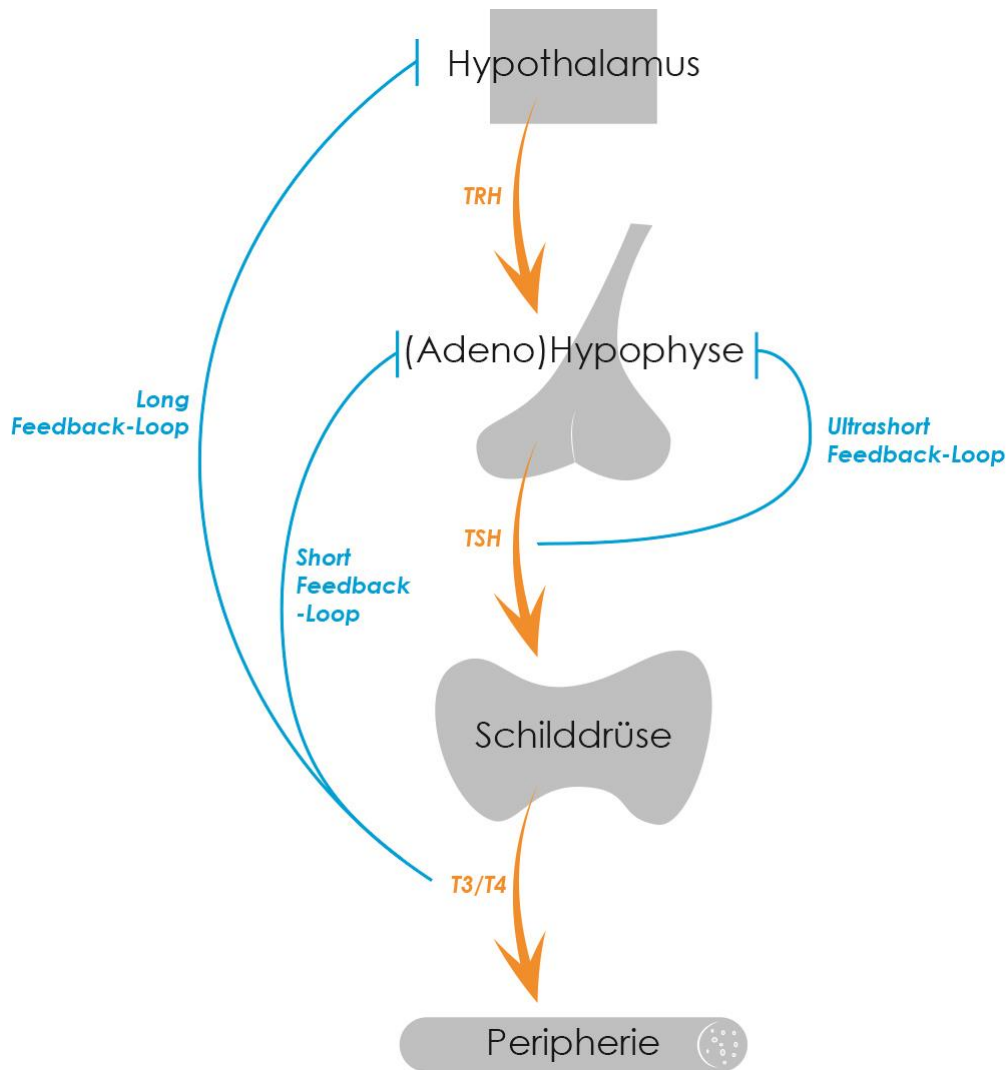 Hypothalamus
TRH
(Adeno)Hypophyse
Long
Feedback-Loop
Ultrashort
Feedback-Loop
TSH
Short
Feedback
-Loop
Schilddrüse
T3/T4
Peripherie